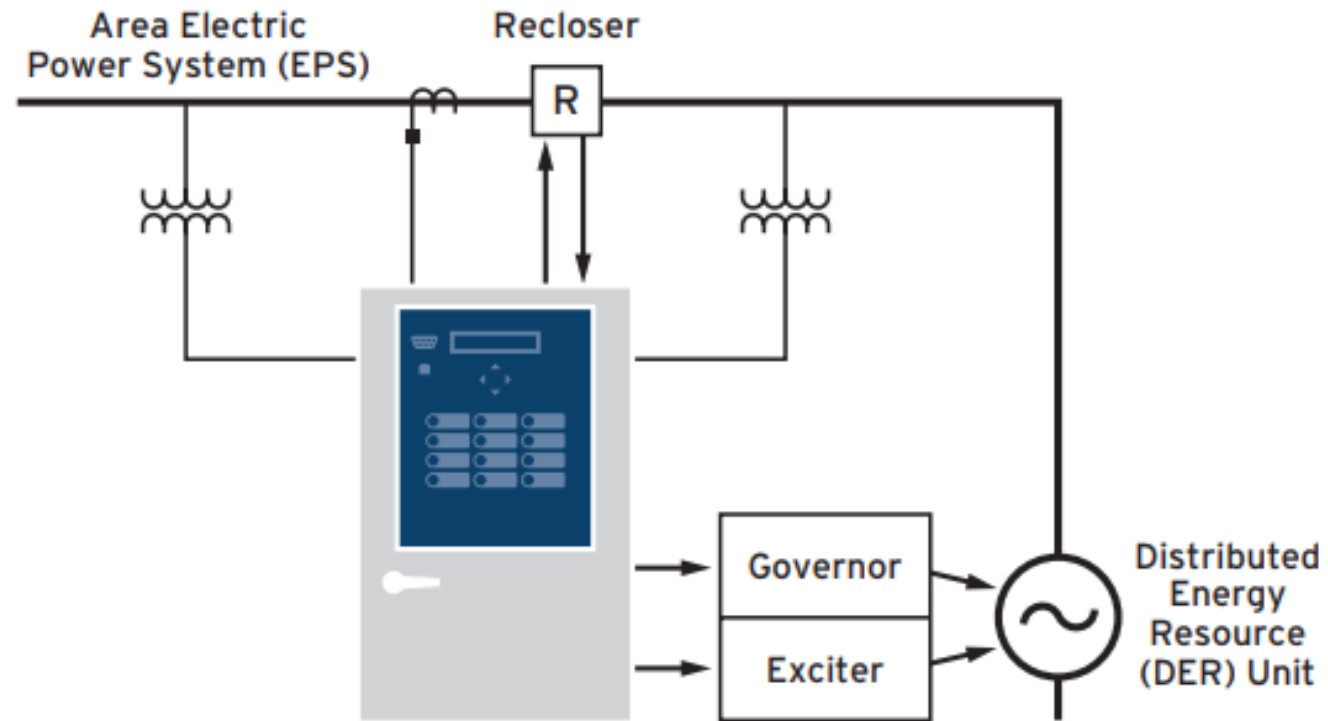 Area Electric
Power System (EPS)
Recloser
R
Governor
Exciter
Distributed
Energy
Resource
(DER) Unit